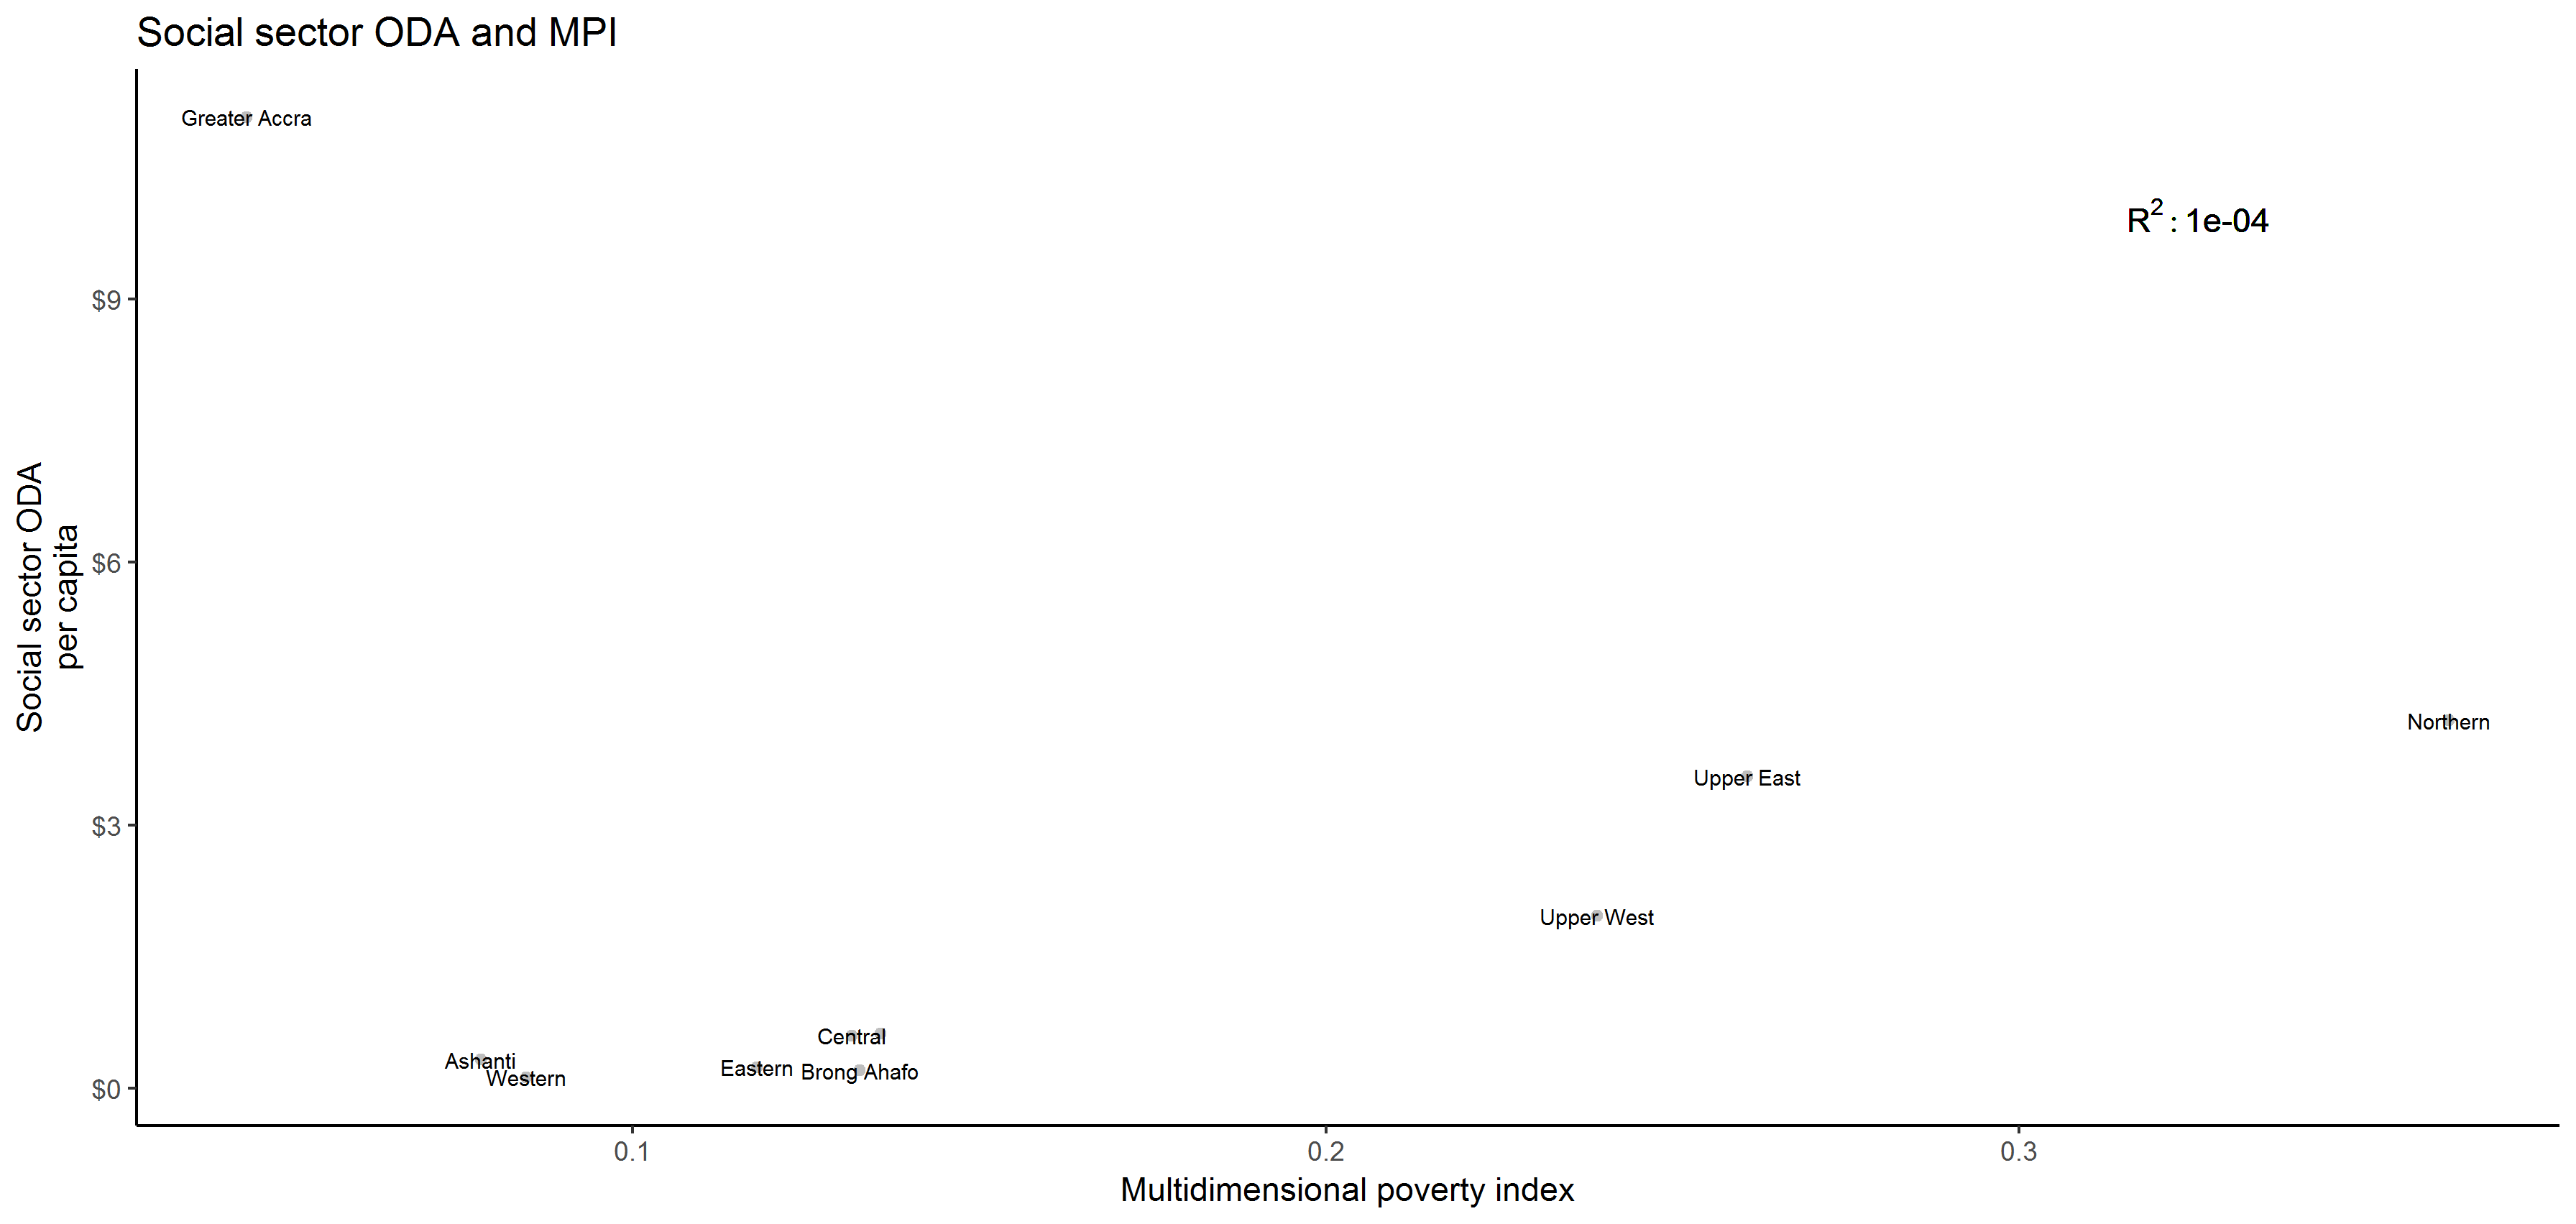 Social sector ODA and MPI
Greater Accra
R²: 1e-04
$9
$6
$3
$0
Social sector ODA
per capita
Northern
Upper East
Upper West
Central
Ashanti
Western
Eastern
Brong Ahafo
0.1
0.2
0.3
Multidimensional poverty index